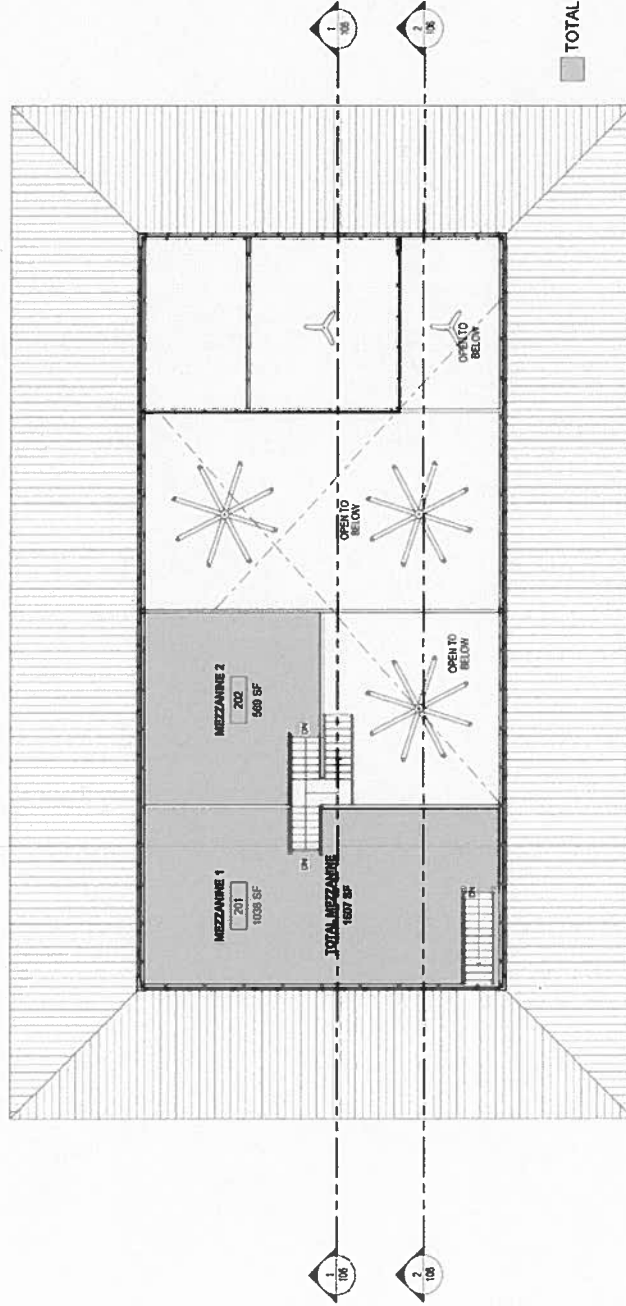 1
106
2
106
TOTAL
MEZZANINE 2
202
569 SF
DN
OPEN TO
BELOW
OPEN TO
BELOW
OPEN TO
BELOW
MEZZANINE 1
201
1038 SF
DN
TOTAL MEZZANINE
1607 SF
DN
1
106
2
106